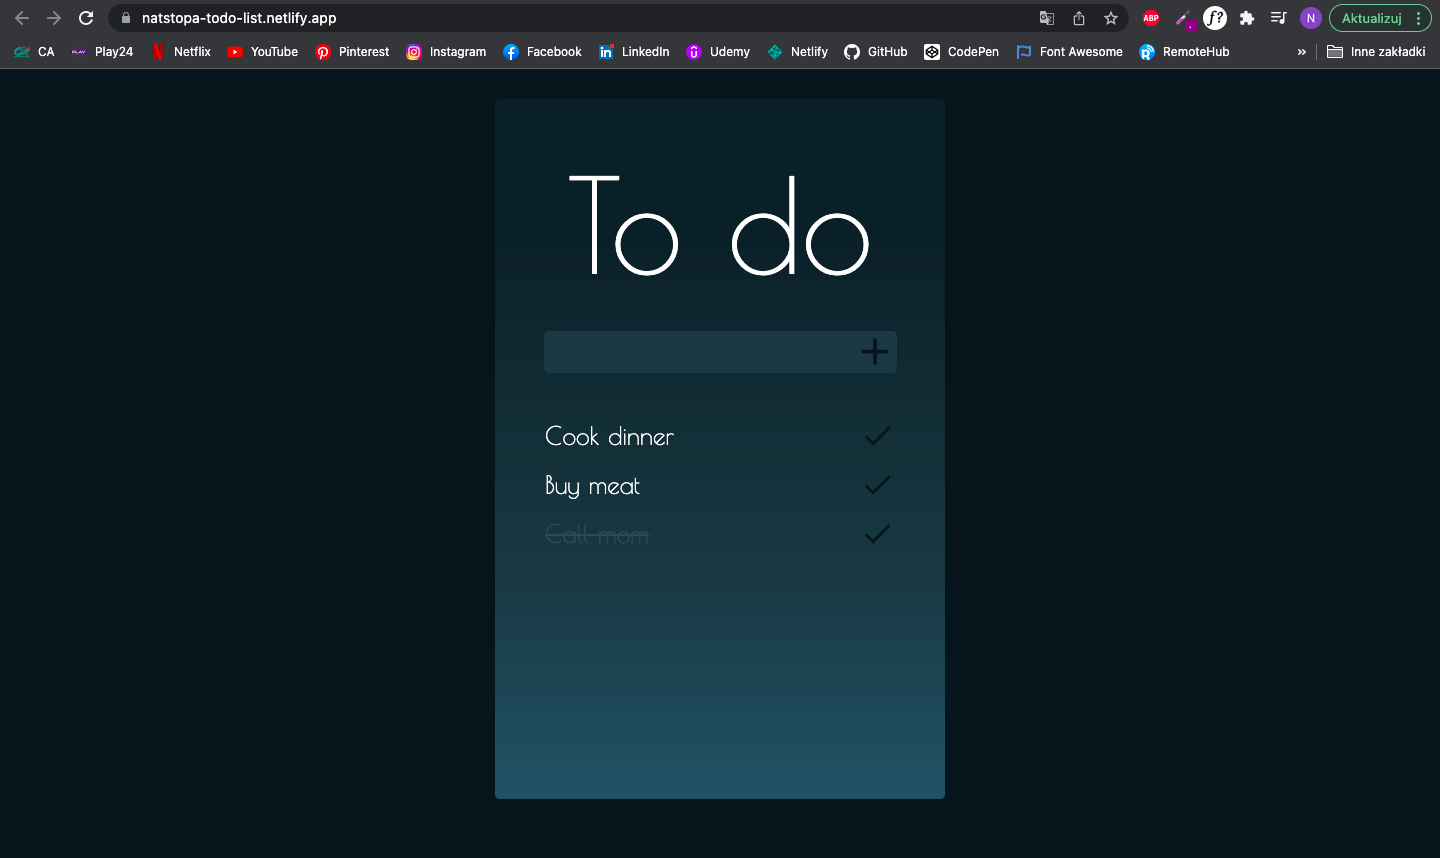 natstopa-todo-list.netlify.app ABP f? N Aktualizuj
CA Play24 Netflix YouTube Pinterest Instagram Facebook LinkedIn Udemy Netlify GitHub CodePen Font Awesome RemoteHub » Inne zakładki
To do
Cook dinner
Buy meat
Call mom